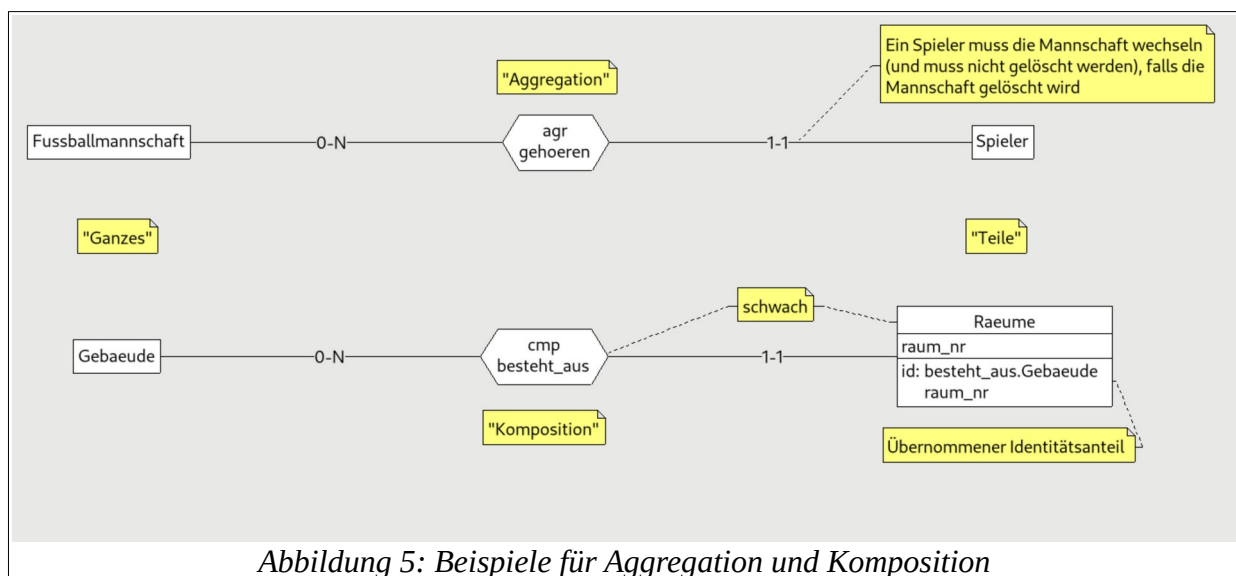 Ein Spieler muss die Mannschaft wechseln
(und muss nicht gelöscht werden), falls die
Mannschaft gelöscht wird
"Aggregation"
Fussballmannschaft
0-N
agr
gehoeren
1-1
Spieler
"Ganzes"
"Teile"
schwach
Gebaeude
0-N
cmp
besteht_aus
1-1
Raeume
raum_nr
id: besteht_aus.Gebaeude
raum_nr
"Komposition"
Übernommener Identitätsanteil
Abbildung 5: Beispiele für Aggregation und Komposition